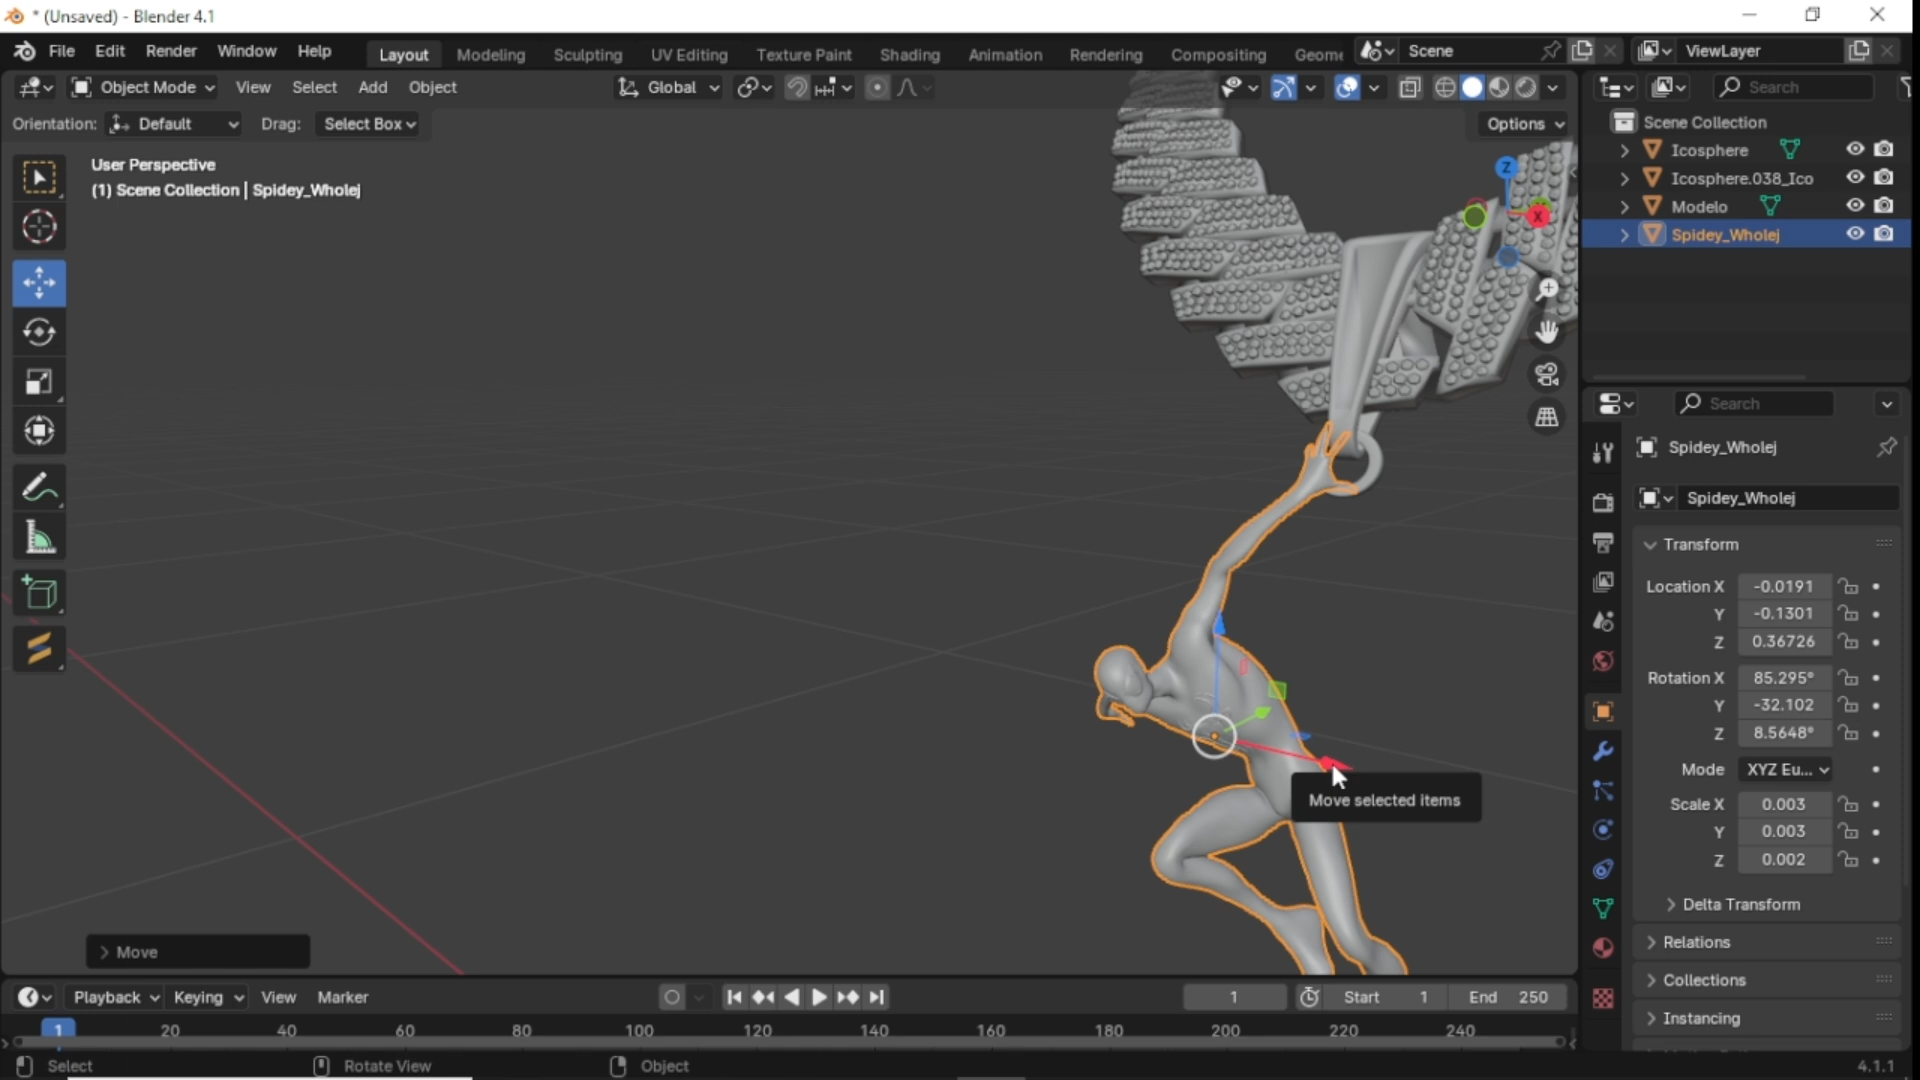 * (Unsaved) - Blender 4.1
File Edit Render Window Help Layout Modeling Sculpting UV Editing Texture Paint Shading Animation Rendering Compositing Geome Scene ViewLayer
Object Mode View Select Add Object Global Search
Orientation: Default Drag: Select Box Options
User Perspective
(1) Scene Collection | Spidey_Wholej
Z
X
Scene Collection
Icosphere
Icosphere.038_Ico
Modelo
Spidey_Wholej
Search
Spidey_Wholej
Spidey_Wholej
Transform
Location X -0.0191
Y -0.1301
Z 0.36726
Rotation X 85.295°
Y -32.102
Z 8.5648°
Mode XYZ Eu...
Scale X 0.003
Y 0.003
Z 0.002
Delta Transform
Relations
Collections
Instancing
Move selected items
Move
Playback Keying View Marker 1 Start 1 End 250
1 20 40 60 80 100 120 140 160 180 200 220 240
Select Rotate View Object 4.1.1